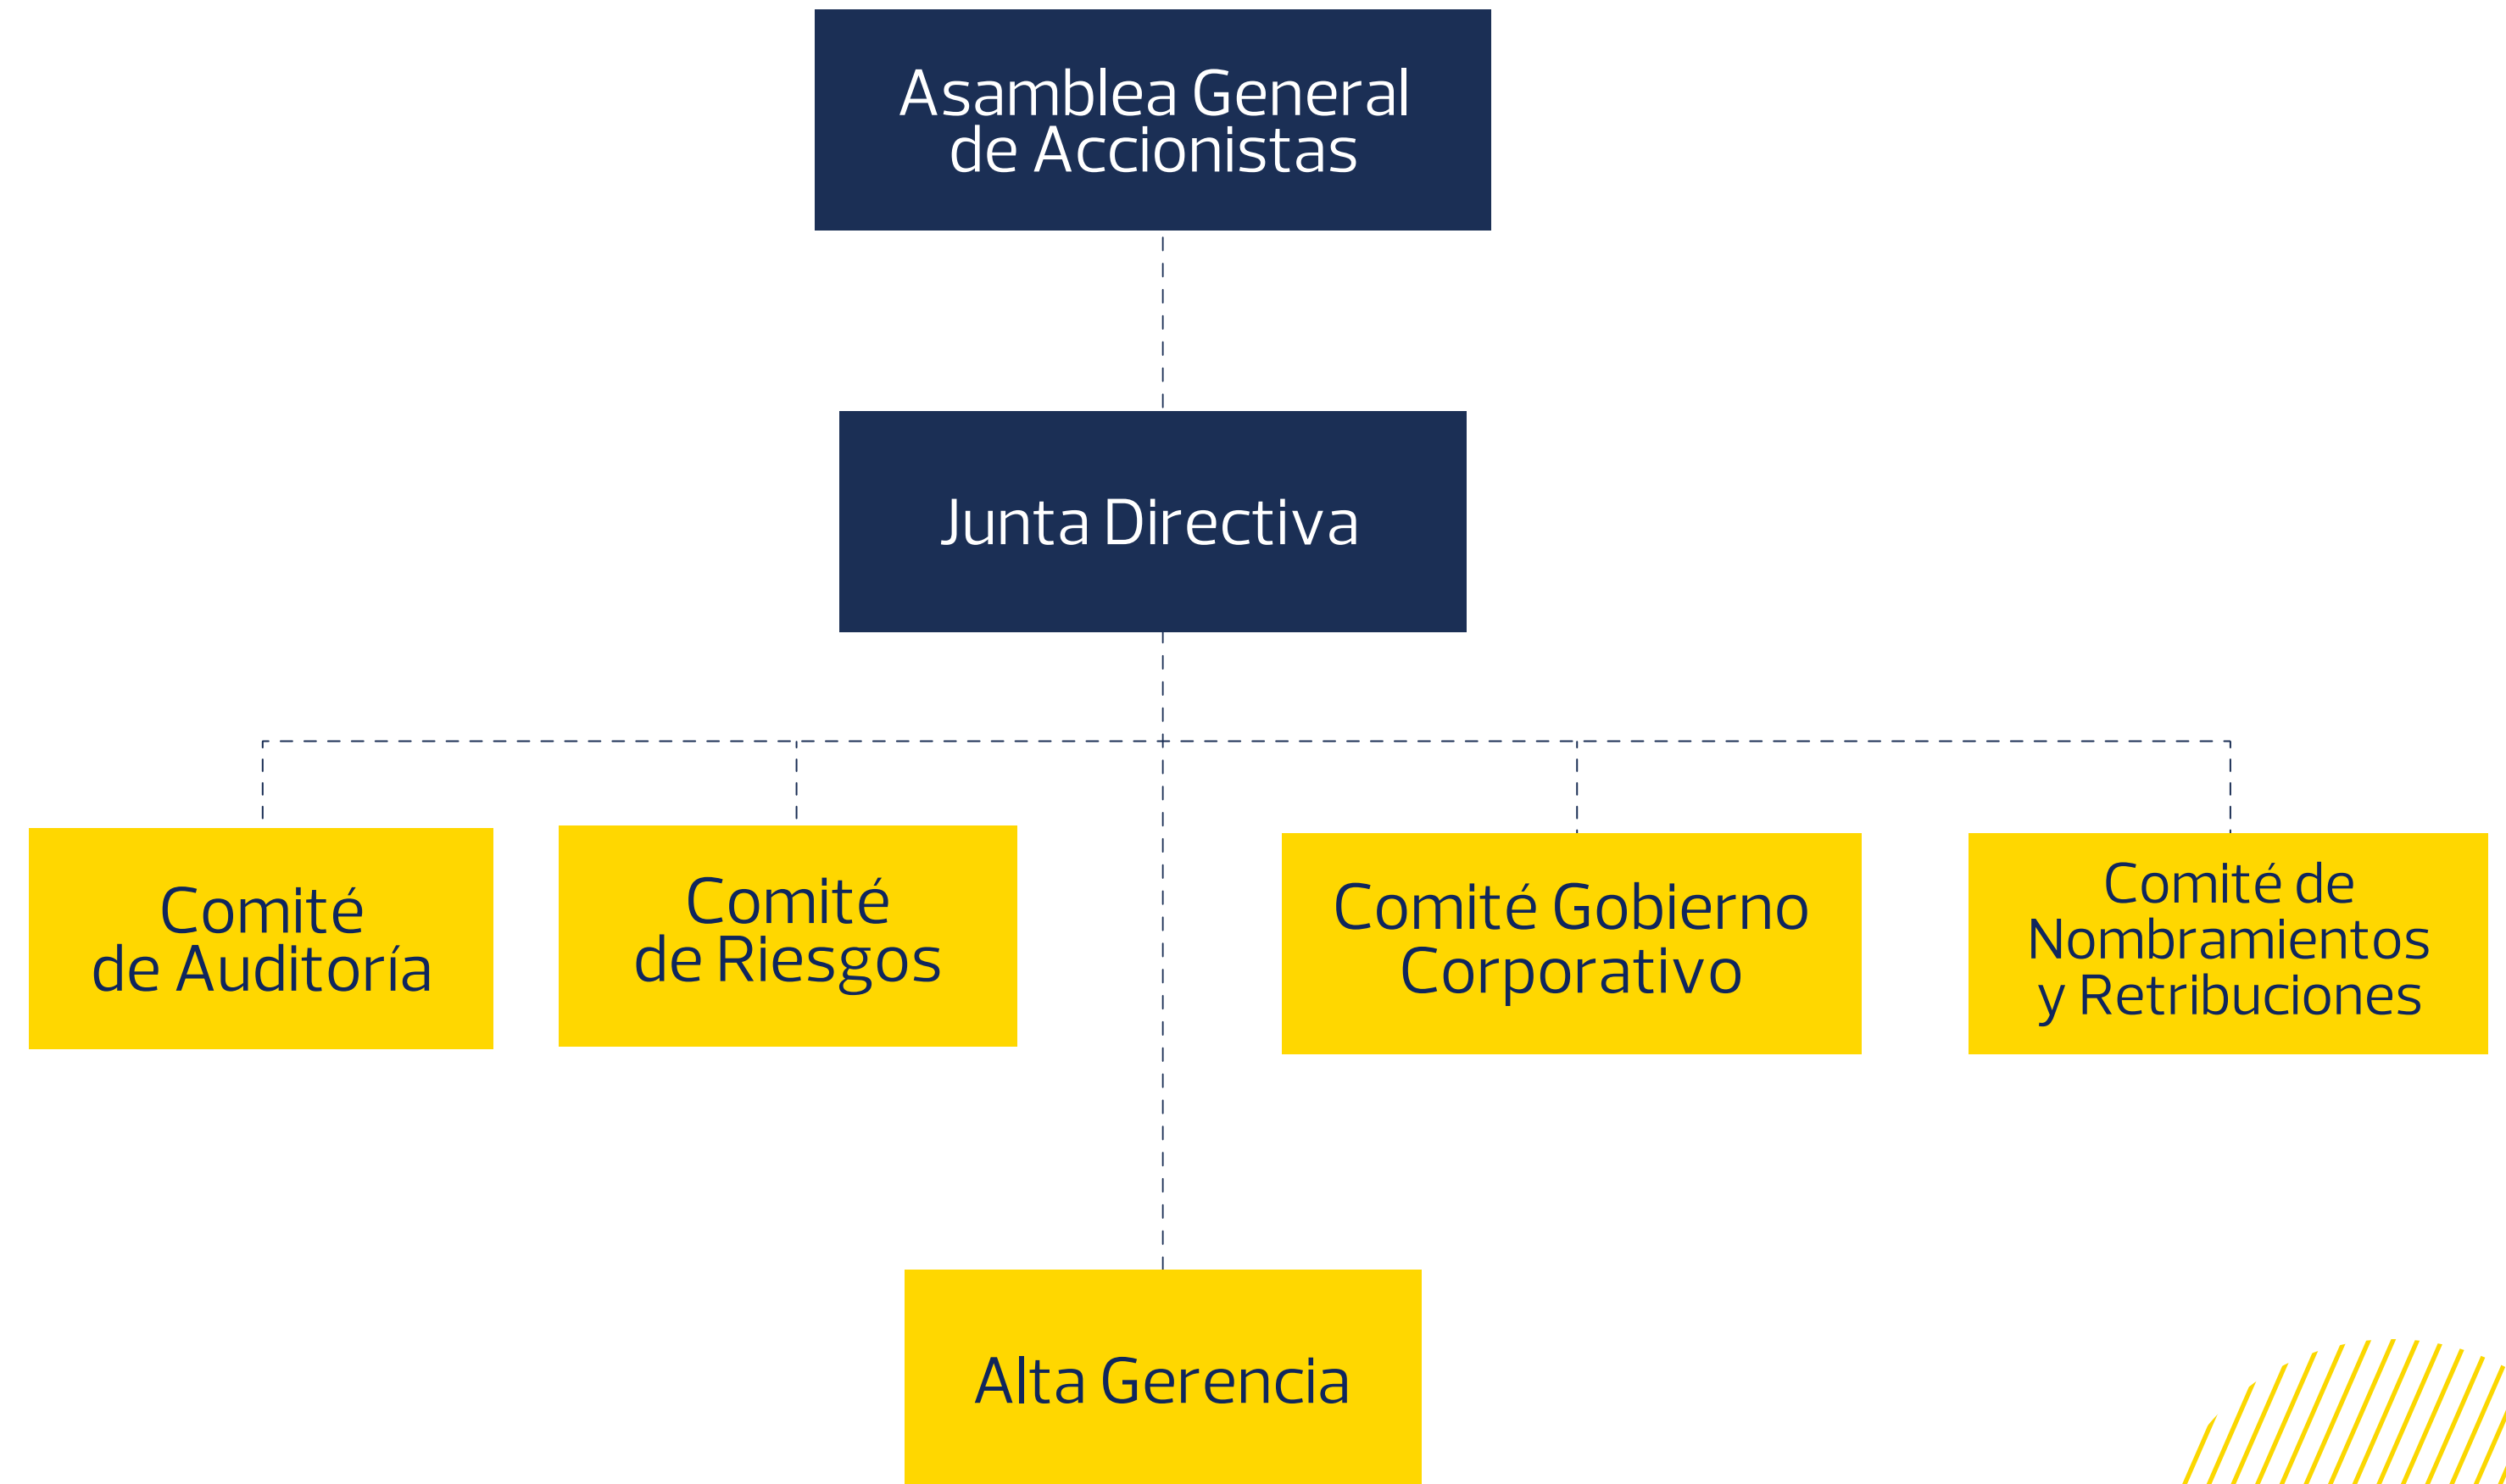 Asamblea General
de Accionistas
Junta Directiva
Comité
de Auditoría
Comité
de Riesgos
Comité Gobierno
Corporativo
Comité de
Nombramientos
y Retribuciones
Alta Gerencia